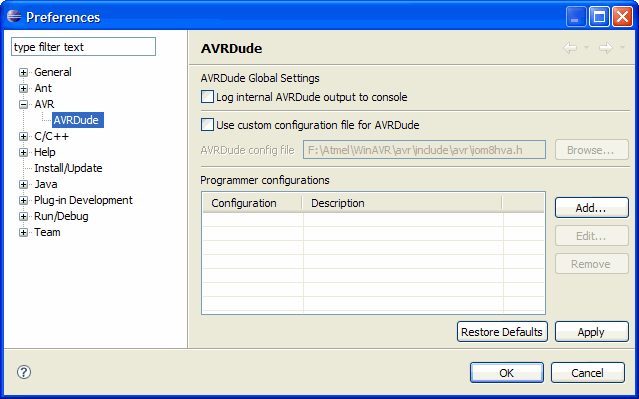 Preferences
type filter text
General
Ant
AVR
AVRDude
C/C++
Help
Install/Update
Java
Plug-in Development
Run/Debug
Team
AVRDude
AVRDude Global Settings
Log internal AVRDude output to console
Use custom configuration file for AVRDude
AVRDude config file F:\Atmel\WinAVR\avr\include\avr\iom8hva.h Browse...
Programmer configurations
Configuration Description
Add...
Edit...
Remove
Restore Defaults Apply
? OK Cancel